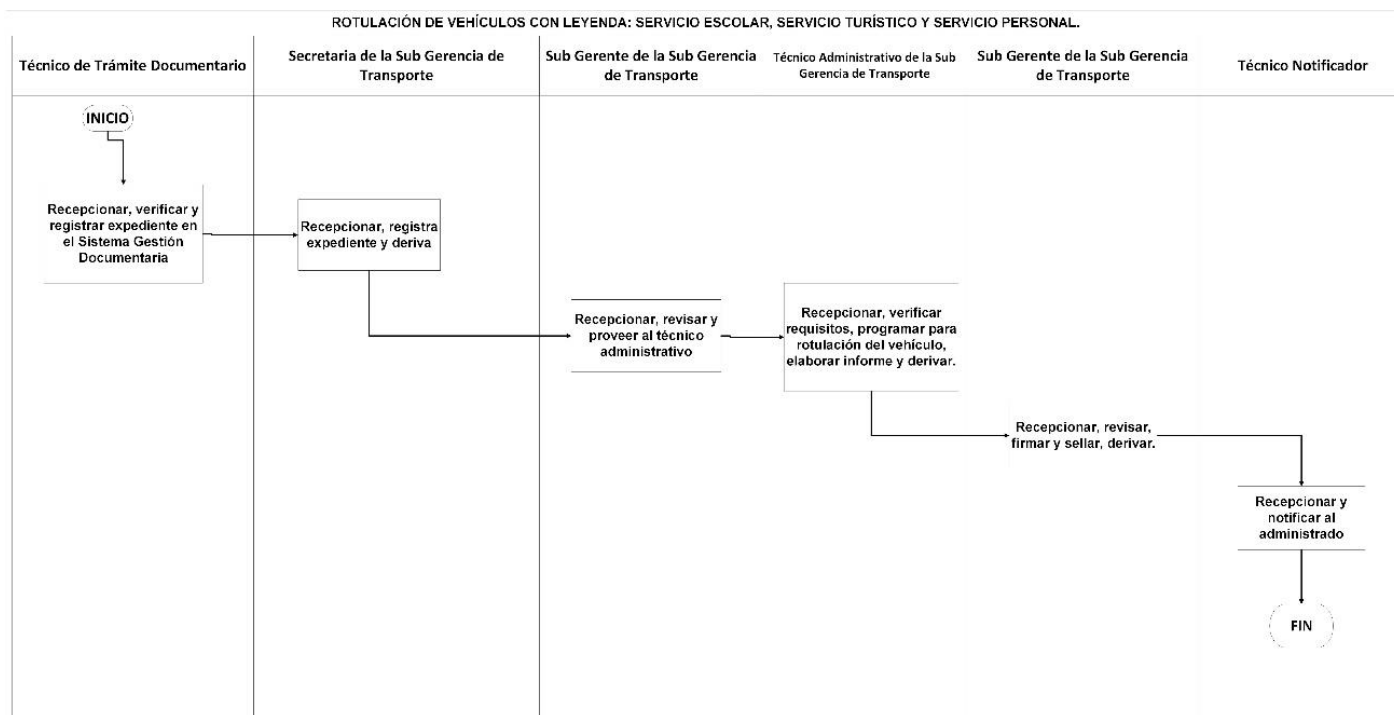 ROTULACIÓN DE VEHÍCULOS CON LEYENDA: SERVICIO ESCOLAR, SERVICIO TURÍSTICO Y SERVICIO PERSONAL.
Técnico de Trámite Documentario
Secretaria de la Sub Gerencia de
Transporte
Sub Gerente de la Sub Gerencia
de Transporte
Técnico Administrativo de la Sub
Gerencia de Transporte
Sub Gerente de la Sub Gerencia
de Transporte
Técnico Notificador
INICIO
Recepcionar, verificar y
registrar expediente en
el Sistema Gestión
Documentaria
Recepcionar, registra
expediente y deriva
Recepcionar, revisar y
proveer al técnico
administrativo
Recepcionar, verificar
requisitos, programar para
rotulación del vehículo,
elaborar informe y derivar.
Recepcionar, revisar,
firmar y sellar, derivar.
Recepcionar y
notificar al
administrado
FIN